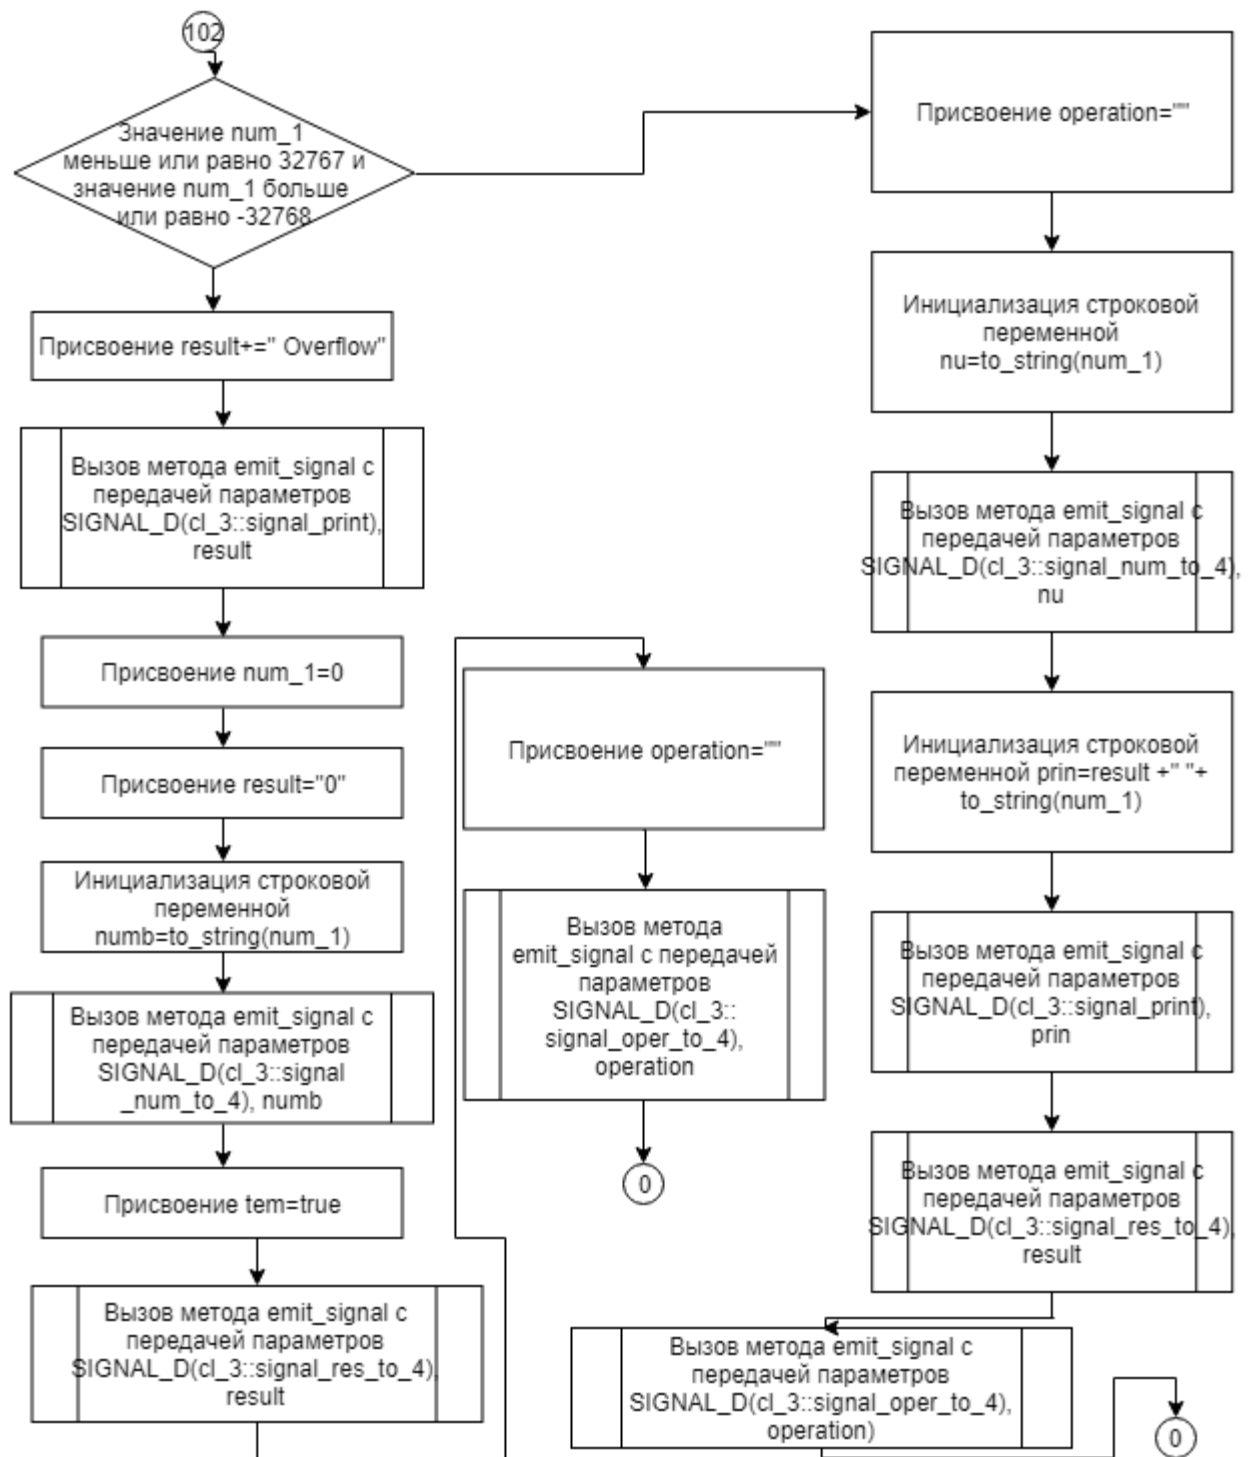 102
Значение num_1
меньше или равно 32767 и
значение num_1 больше
или равно -32768
Присвоение result+=" Overflow"
Вызов метода emit_signal с
передачей параметров
SIGNAL_D(cl_3::signal_print),
result
Присвоение num_1=0
Присвоение result="0"
Инициализация строковой
переменной
numb=to_string(num_1)
Вызов метода emit_signal с
передачей параметров
SIGNAL_D(cl_3::signal
_num_to_4), numb
Присвоение tem=true
Вызов метода emit_signal с
передачей параметров
SIGNAL_D(cl_3::signal_res_to_4),
result
Присвоение operation=""
Вызов метода
emit_signal с передачей
параметров
SIGNAL_D(cl_3::
signal_oper_to_4),
operation
0
Присвоение operation=""
Инициализация строковой
переменной
nu=to_string(num_1)
Вызов метода emit_signal с
передачей параметров
SIGNAL_D(cl_3::signal_num_to_4),
nu
Инициализация строковой
переменной prin=result +" "+
to_string(num_1)
Вызов метода emit_signal с
передачей параметров
SIGNAL_D(cl_3::signal_print),
prin
Вызов метода emit_signal с
передачей параметров
SIGNAL_D(cl_3::signal_res_to_4),
result
Вызов метода emit_signal с
передачей параметров
SIGNAL_D(cl_3::signal_oper_to_4),
operation)
0